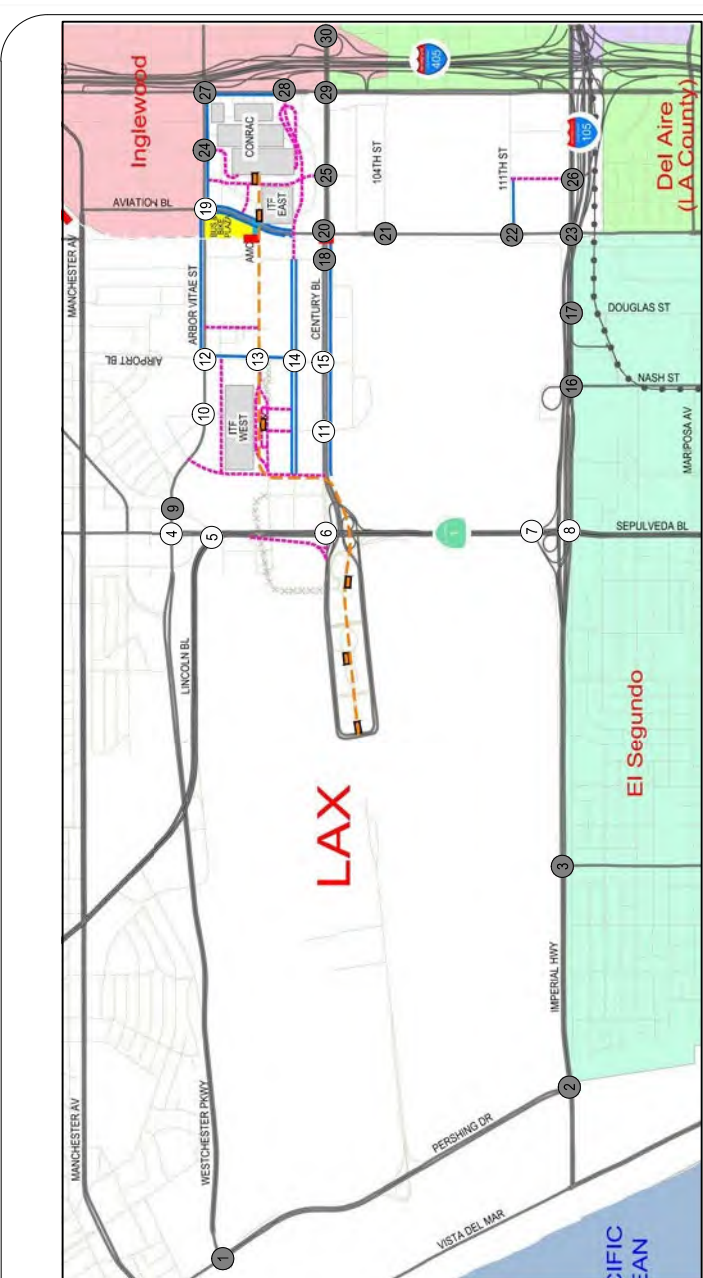 MANCHESTER AV
MANCHESTER AV
WESTCHESTER PKWY
LINCOLN BL
SEPULVEDA BL
AIRPORT BL
ARBOR VITAE ST
AVIATION BL
CENTURY BL
104TH ST
111TH ST
IMPERIAL HWY
PERSHING DR
VISTA DEL MAR
DOUGLAS ST
NASH ST
MARIPOSA AV
Inglewood
Del Aire
(LA County)
El Segundo
LAX
CIFIC
EAN
CONRAC
ITF
EAST
ITF
WEST
BUS &
BIKE
PLAZA
AMC
405
105
1
1
2
3
4
5
6
7
8
9
10
11
12
13
14
15
16
17
18
19
20
21
22
23
24
25
26
27
28
29
30